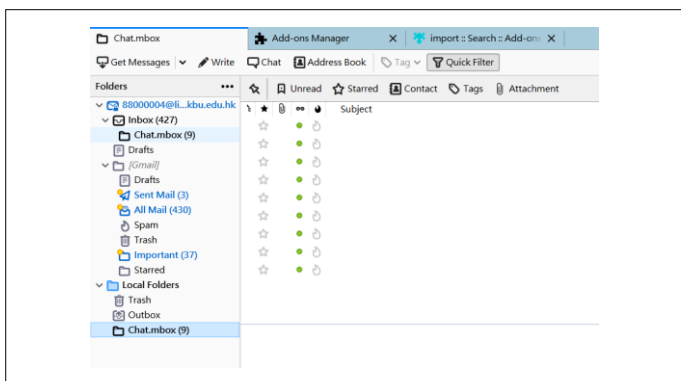 Chat.mbox Add-ons Manager import :: Search :: Add-ons
Get Messages Write Chat Address Book Tag Quick Filter
Folders Unread Starred Contact Tags Attachment
88000004@li...kbu.edu.hk
Subject
Inbox (427)
Chat.mbox (9)
Drafts
[Gmail]
Drafts
Sent Mail (3)
All Mail (430)
Spam
Trash
Important (37)
Starred
Local Folders
Trash
Outbox
Chat.mbox (9)